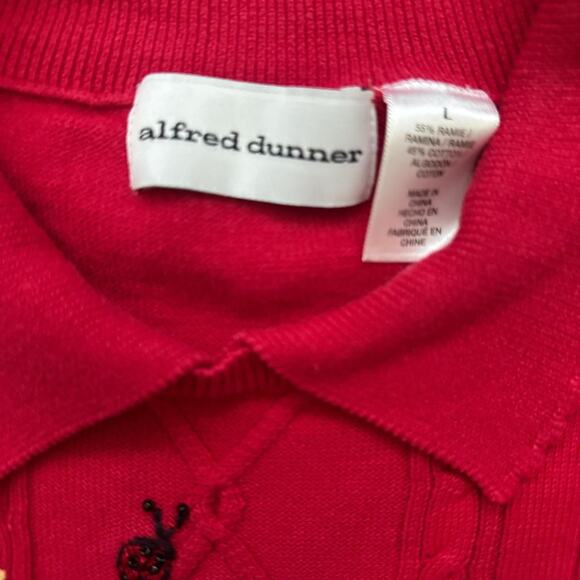 alfred dunner
L
55% RAMIE /
RAMINA / RAMIE
45% COTTON
ALGODÓN
COTON
MADE IN
CHINA
HECHO EN
CHINA
FABRIQUÉ EN
CHINE